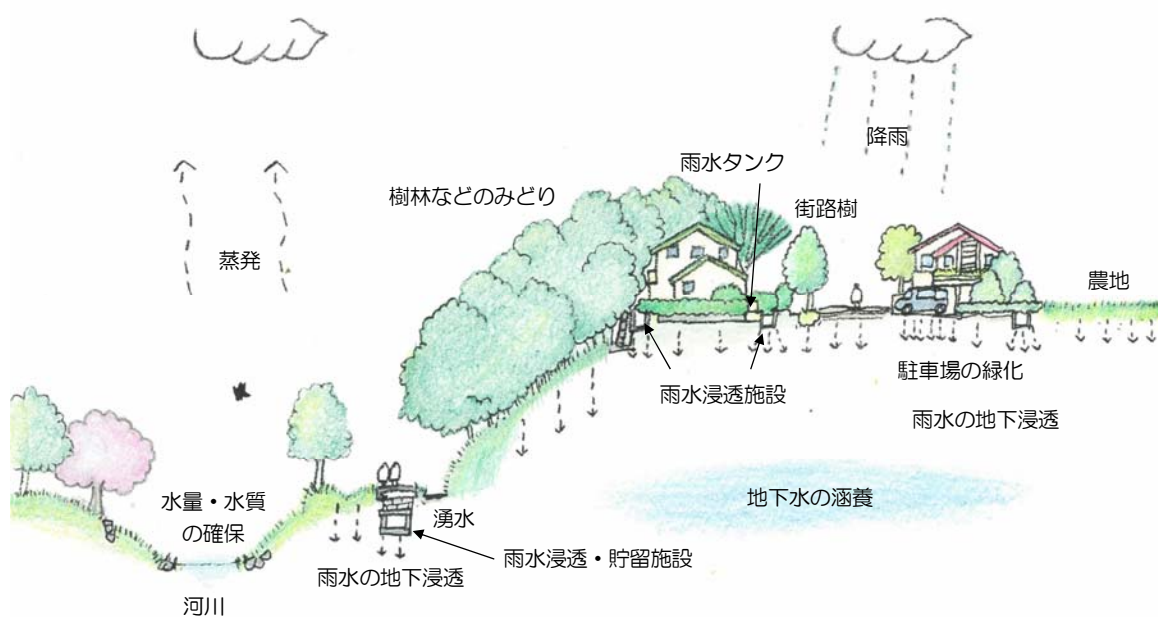 降雨
雨水タンク
樹林などのみどり
街路樹
蒸発
農地
駐車場の緑化
雨水浸透施設
雨水の地下浸透
地下水の涵養
水量・水質
の確保
湧水
雨水浸透・貯留施設
雨水の地下浸透
河川